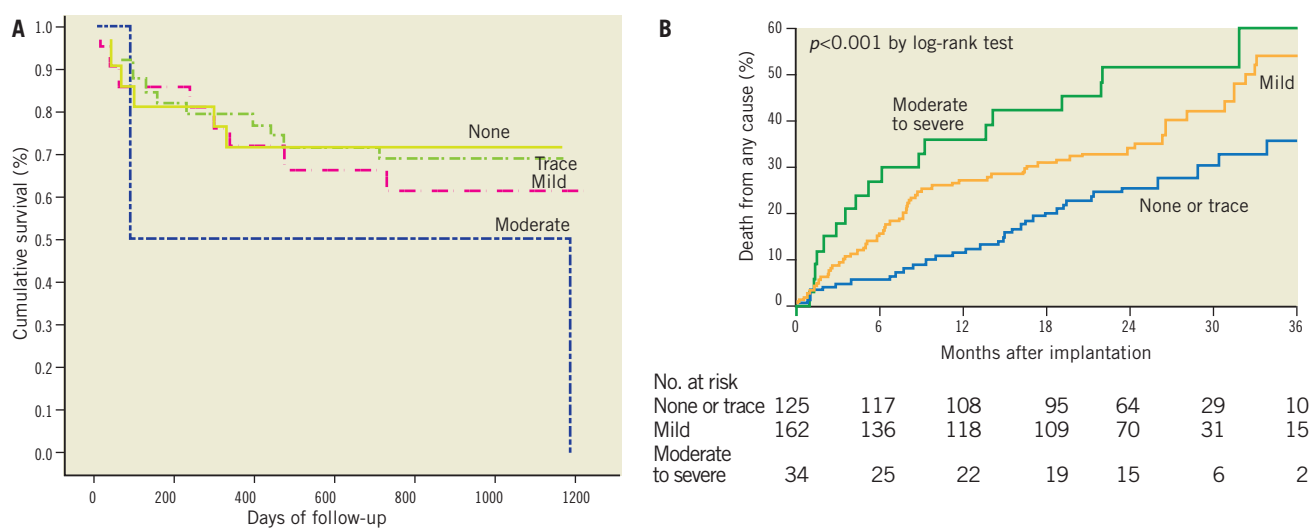 A
Cumulative survival (%)
1.0
0.9
0.8
0.7
0.6
0.5
0.4
0.3
0.2
0.1
0.0
None
Trace
Mild
Moderate
0 200 400 600 800 1000 1200
Days of follow-up
B
Death from any cause (%)
60
50
40
30
20
10
0
p<0.001 by log-rank test
Moderate
to severe
Mild
None or trace
0 6 12 18 24 30 36
Months after implantation
No. at risk
None or trace 125 117 108 95 64 29 10
Mild 162 136 118 109 70 31 15
Moderate
to severe 34 25 22 19 15 6 2